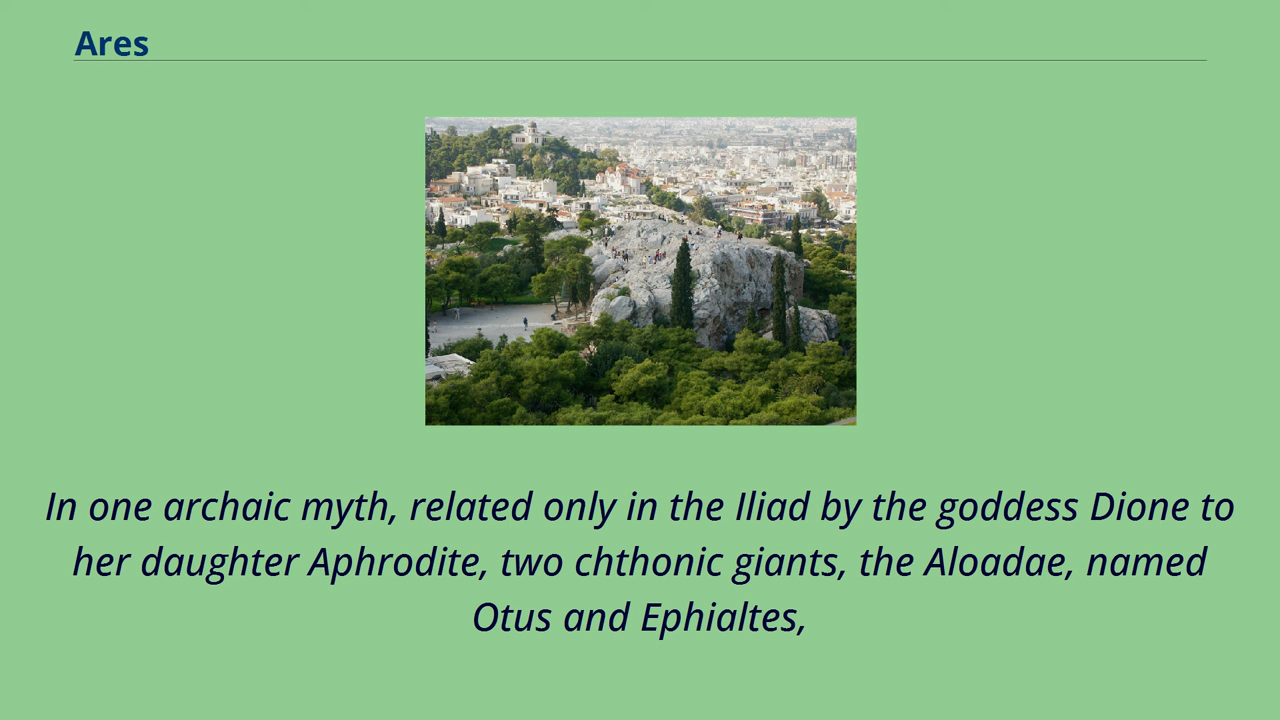 Ares
In one archaic myth, related only in the Iliad by the goddess Dione to
her daughter Aphrodite, two chthonic giants, the Aloadae, named
Otus and Ephialtes,